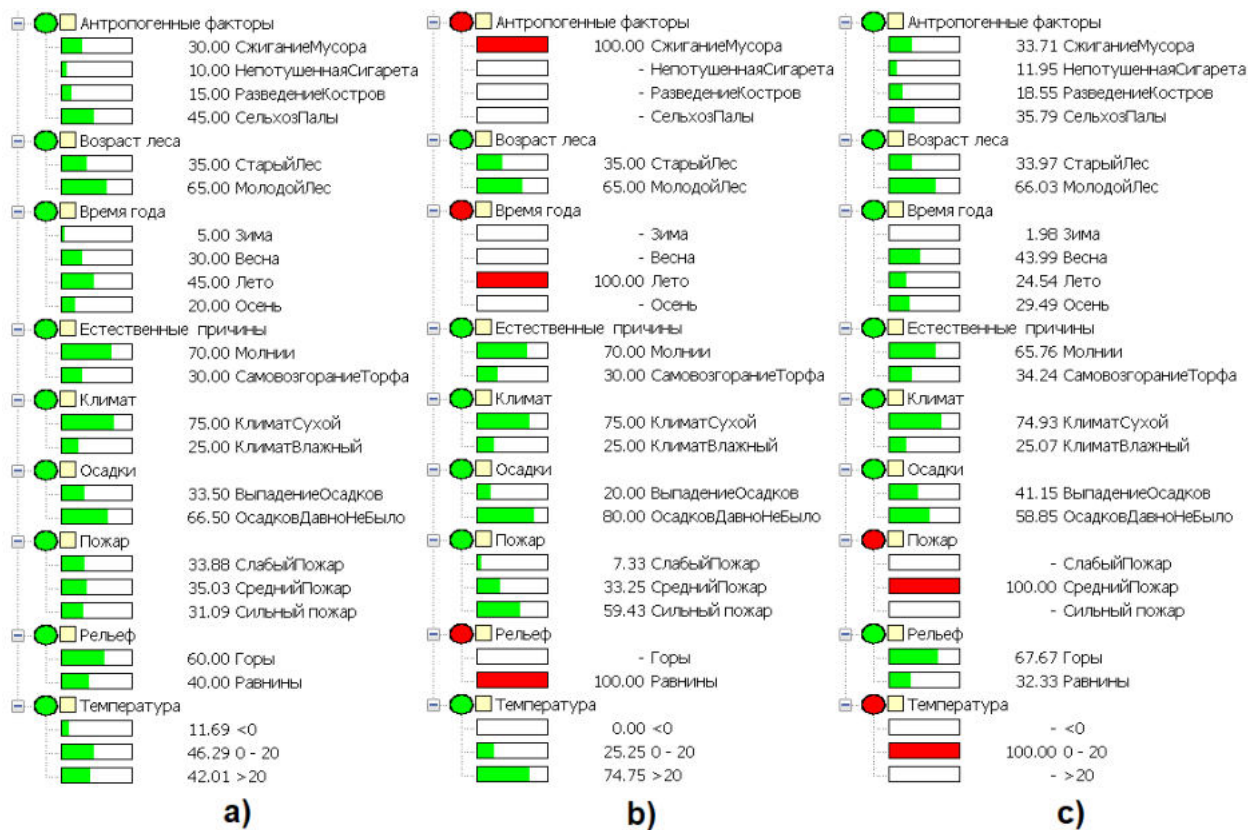 Антропогенные факторы
30.00 СжиганиеМусора
10.00 НепотушеннаяСигарета
15.00 РазведениеКостров
45.00 СельхозПалы
Возраст леса
35.00 СтарыйЛес
65.00 МолодойЛес
Время года
5.00 Зима
30.00 Весна
45.00 Лето
20.00 Осень
Естественные причины
70.00 Молнии
30.00 СамовозгораниеТорфа
Климат
75.00 КлиматСухой
25.00 КлиматВлажный
Осадки
33.50 ВыпадениеОсадков
66.50 ОсадковДавноНеБыло
Пожар
33.88 СлабыйПожар
35.03 СреднийПожар
31.09 Сильный пожар
Рельеф
60.00 Горы
40.00 Равнины
Температура
11.69 <0
46.29 0 - 20
42.01 >20
a)
Антропогенные факторы
100.00 СжиганиеМусора
- НепотушеннаяСигарета
- РазведениеКостров
- СельхозПалы
Возраст леса
35.00 СтарыйЛес
65.00 МолодойЛес
Время года
- Зима
- Весна
100.00 Лето
- Осень
Естественные причины
70.00 Молнии
30.00 СамовозгораниеТорфа
Климат
75.00 КлиматСухой
25.00 КлиматВлажный
Осадки
20.00 ВыпадениеОсадков
80.00 ОсадковДавноНеБыло
Пожар
7.33 СлабыйПожар
33.25 СреднийПожар
59.43 Сильный пожар
Рельеф
- Горы
100.00 Равнины
Температура
0.00 <0
25.25 0 - 20
74.75 >20
b)
Антропогенные факторы
33.71 СжиганиеМусора
11.95 НепотушеннаяСигарета
18.55 РазведениеКостров
35.79 СельхозПалы
Возраст леса
33.97 СтарыйЛес
66.03 МолодойЛес
Время года
1.98 Зима
43.99 Весна
24.54 Лето
29.49 Осень
Естественные причины
65.76 Молнии
34.24 СамовозгораниеТорфа
Климат
74.93 КлиматСухой
25.07 КлиматВлажный
Осадки
41.15 ВыпадениеОсадков
58.85 ОсадковДавноНеБыло
Пожар
- СлабыйПожар
100.00 СреднийПожар
- Сильный пожар
Рельеф
67.67 Горы
32.33 Равнины
Температура
- <0
100.00 0 - 20
- >20
c)